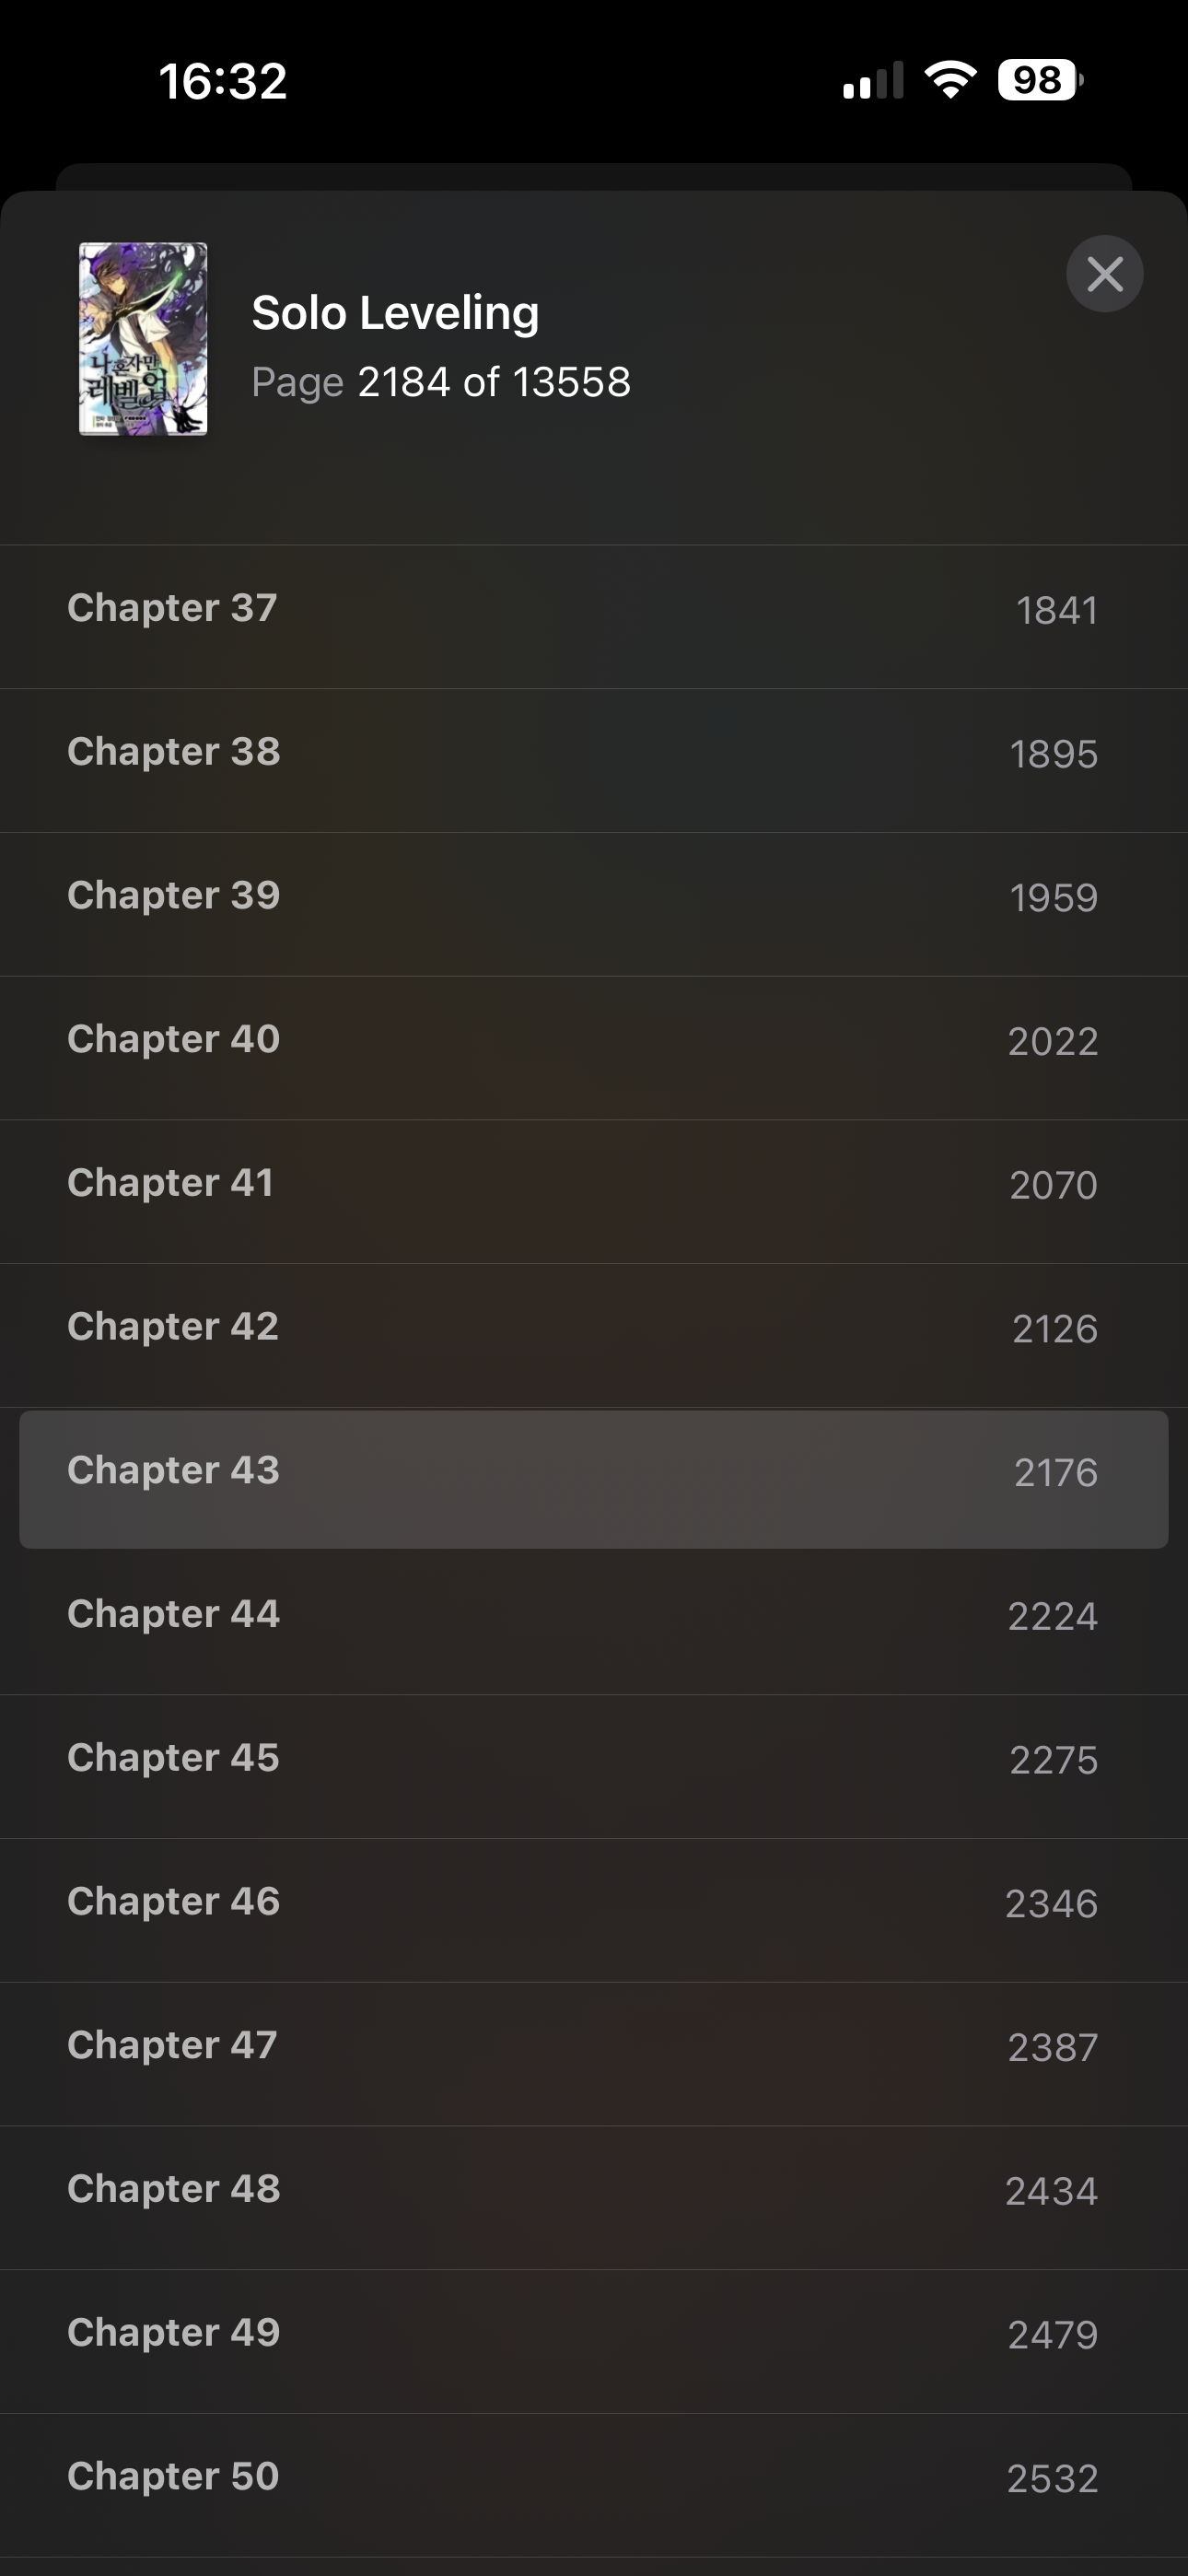 16:32
98
나 혼자만
레벨업
Solo Leveling
Page 2184 of 13558
Chapter 37 1841
Chapter 38 1895
Chapter 39 1959
Chapter 40 2022
Chapter 41 2070
Chapter 42 2126
Chapter 43 2176
Chapter 44 2224
Chapter 45 2275
Chapter 46 2346
Chapter 47 2387
Chapter 48 2434
Chapter 49 2479
Chapter 50 2532